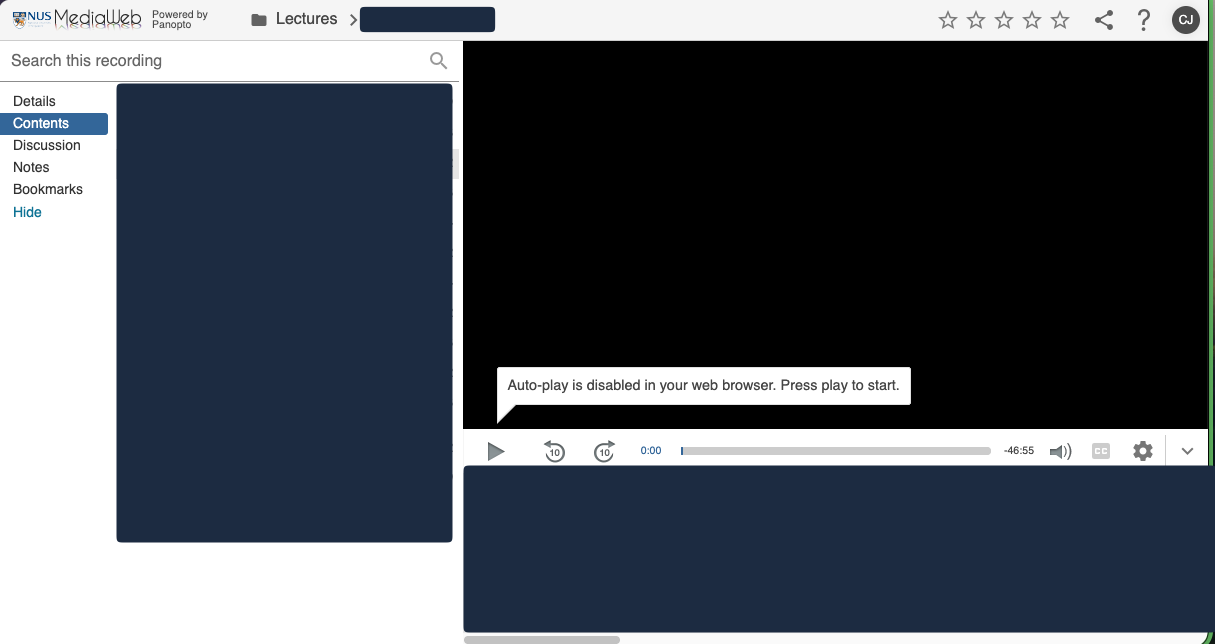 NUS MediaWeb Powered by Panopto
Lectures
CJ
Search this recording
Details
Contents
Discussion
Notes
Bookmarks
Hide
Auto-play is disabled in your web browser. Press play to start.
10
10
0:00
-46:55
CC